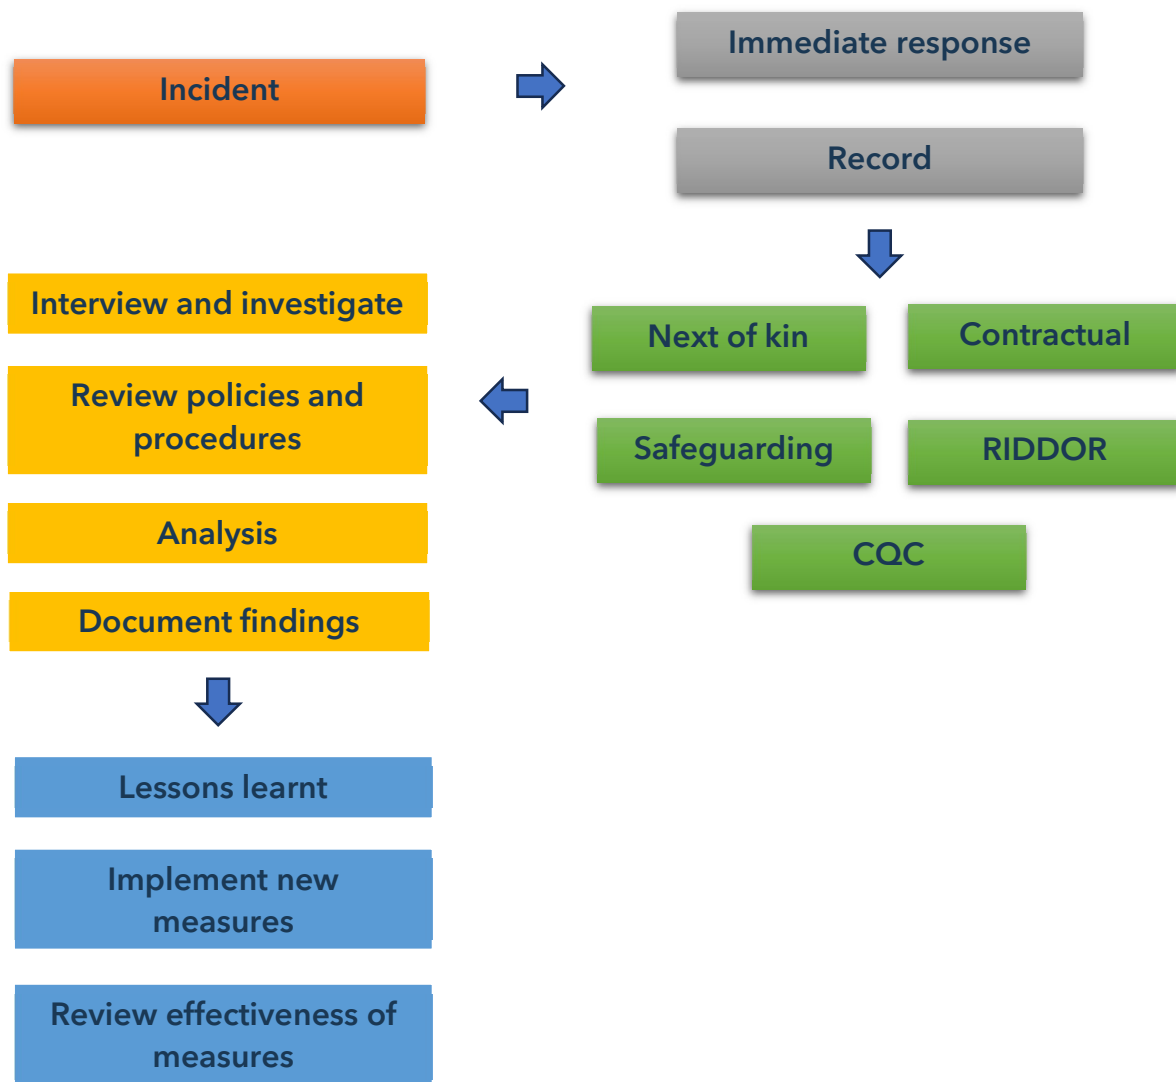 Incident
Immediate response
Record
Next of kin
Contractual
Safeguarding
RIDDOR
CQC
Interview and investigate
Review policies and
procedures
Analysis
Document findings
Lessons learnt
Implement new
measures
Review effectiveness of
measures